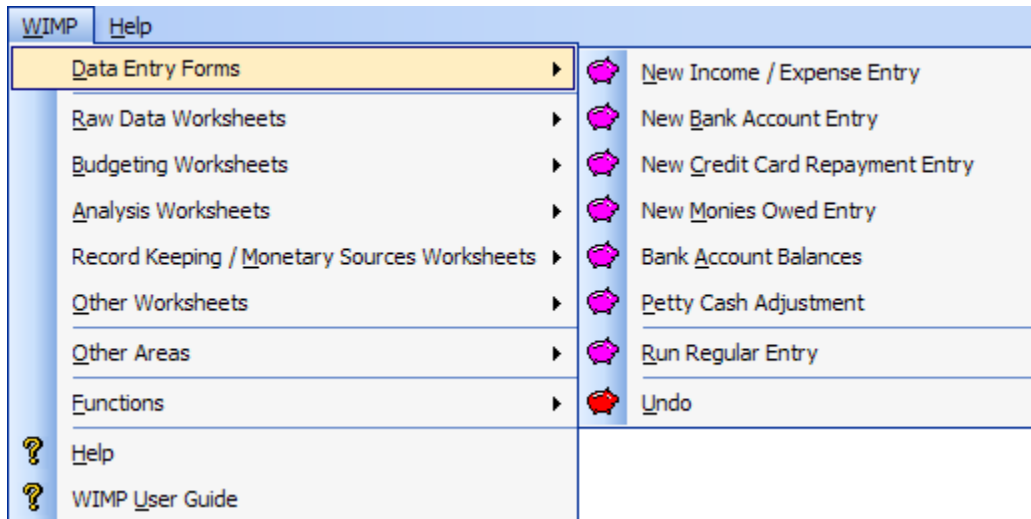 WIMP Help
Data Entry Forms
Raw Data Worksheets
Budgeting Worksheets
Analysis Worksheets
Record Keeping / Monetary Sources Worksheets
Other Worksheets
Other Areas
Functions
Help
WIMP User Guide
New Income / Expense Entry
New Bank Account Entry
New Credit Card Repayment Entry
New Monies Owed Entry
Bank Account Balances
Petty Cash Adjustment
Run Regular Entry
Undo